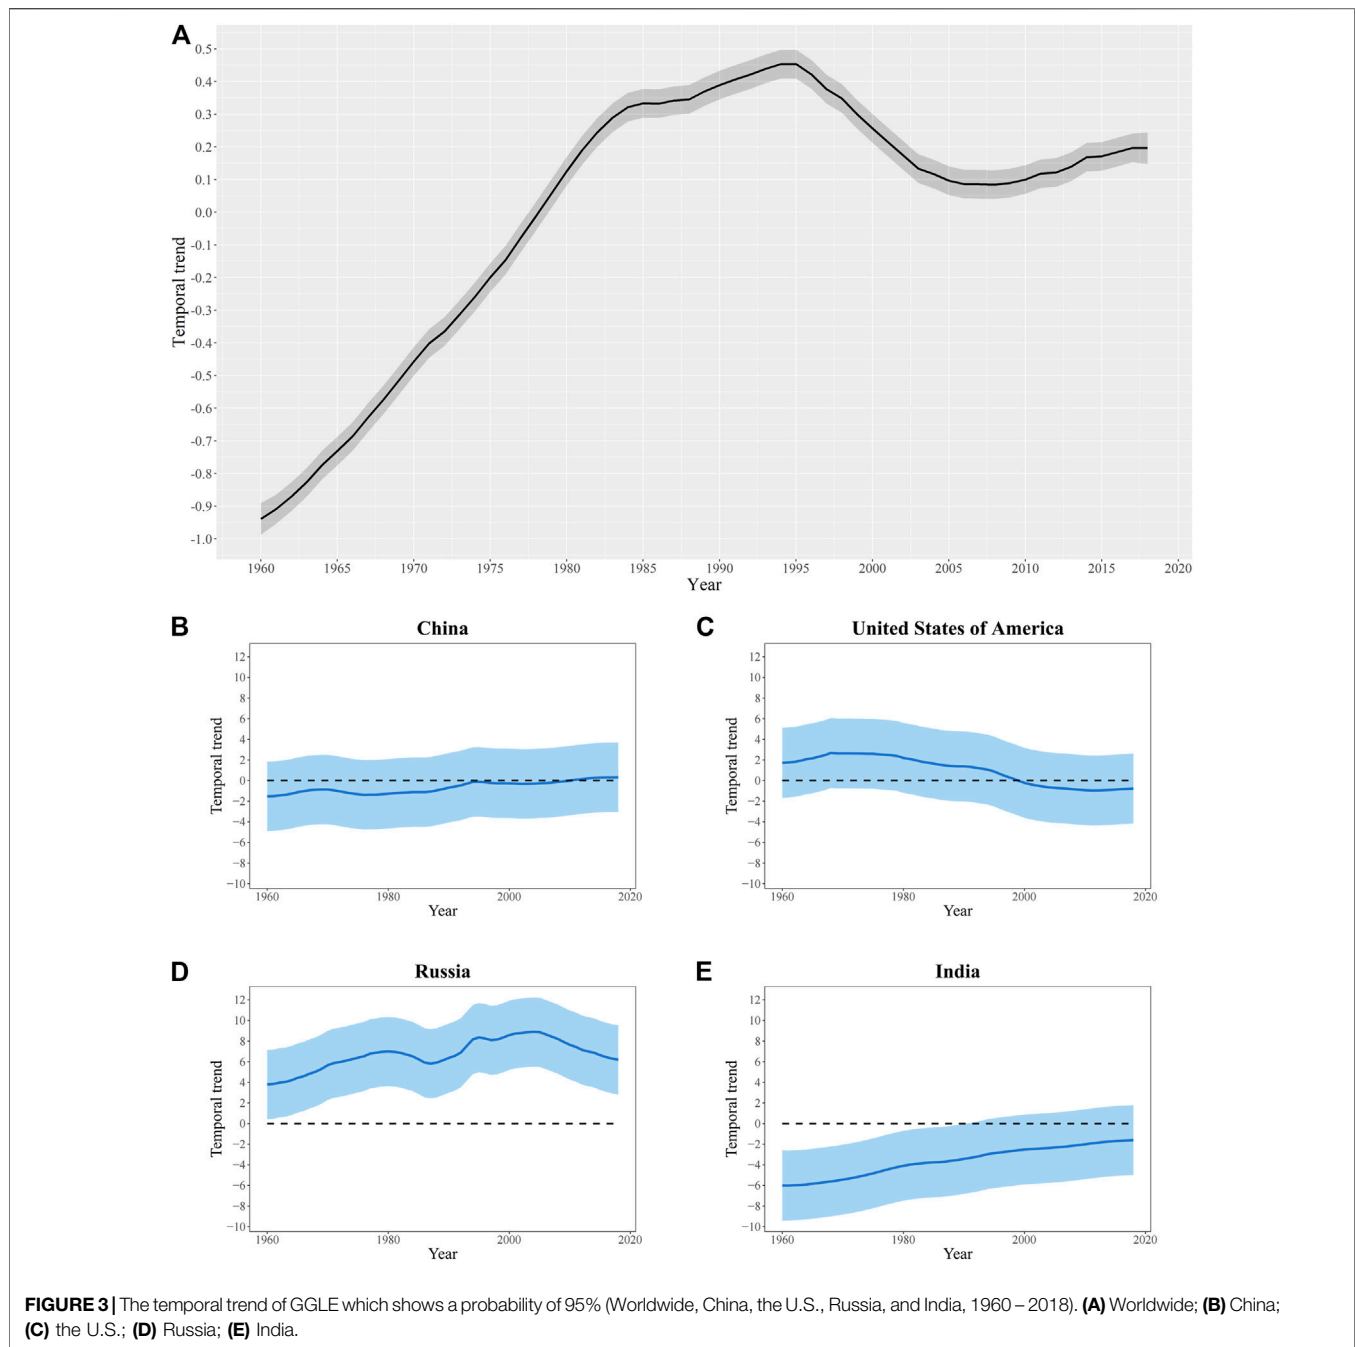 A
0.5
0.4
0.3
0.2
0.1
0.0
-0.1
-0.2
-0.3
-0.4
-0.5
-0.6
-0.7
-0.8
-0.9
-1.0
Temporal trend
1960 1965 1970 1975 1980 1985 1990 1995 2000 2005 2010 2015 2020
Year
B China
12
10
8
6
4
2
0
−2
−4
−6
−8
−10
Temporal trend
1960 1980 2000 2020
Year
C United States of America
12
10
8
6
4
2
0
−2
−4
−6
−8
−10
Temporal trend
1960 1980 2000 2020
Year
D Russia
12
10
8
6
4
2
0
−2
−4
−6
−8
−10
Temporal trend
1960 1980 2000 2020
Year
E India
12
10
8
6
4
2
0
−2
−4
−6
−8
−10
Temporal trend
1960 1980 2000 2020
Year
FIGURE 3 | The temporal trend of GGLE which shows a probability of 95% (Worldwide, China, the U.S., Russia, and India, 1960 – 2018). (A) Worldwide; (B) China;
(C) the U.S.; (D) Russia; (E) India.